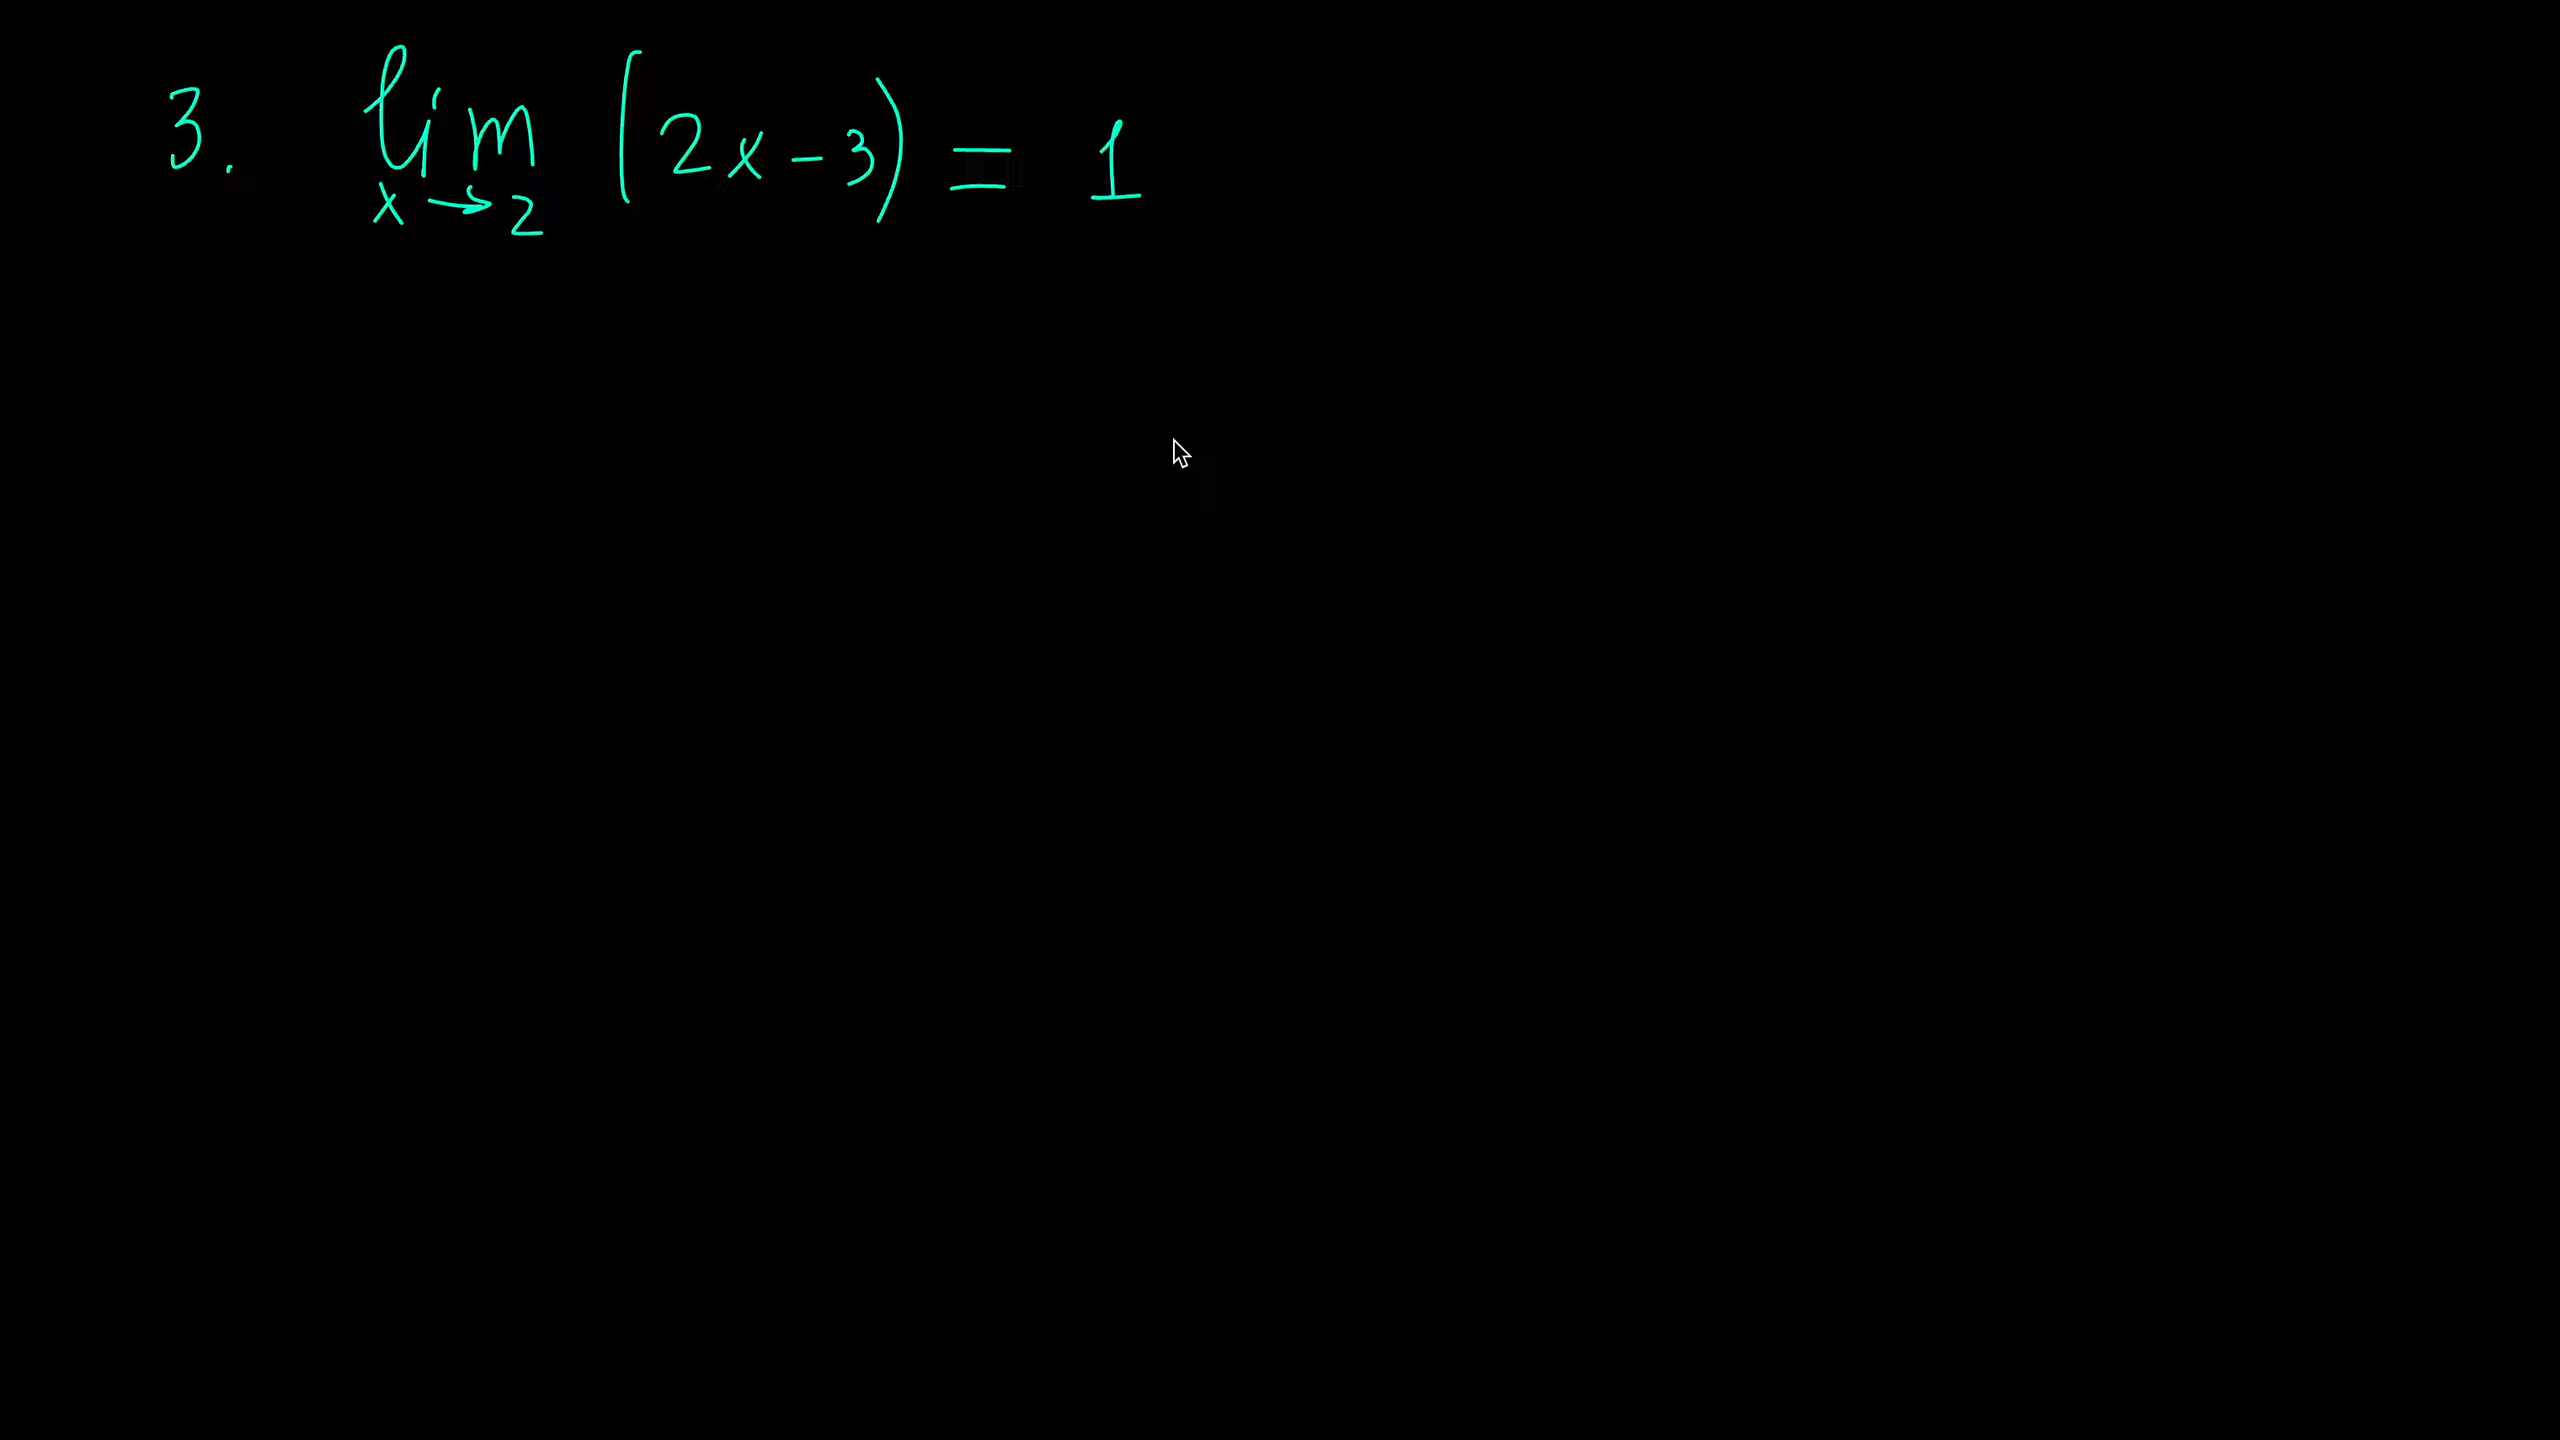 3. lim x→2 (2x-3) = 1